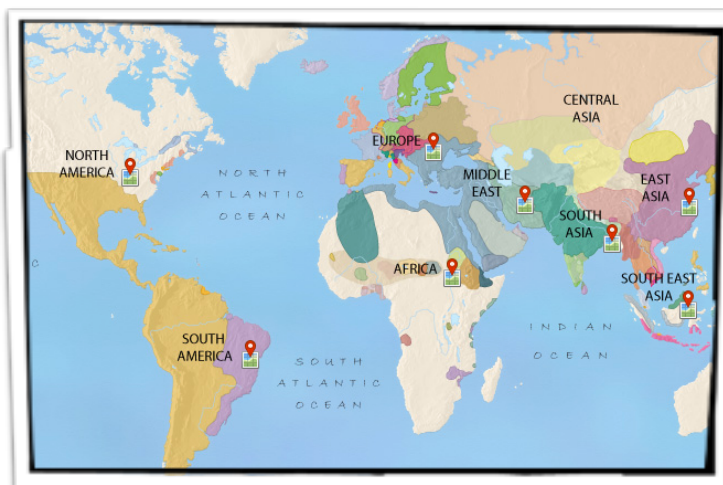 CENTRAL
ASIA
EUROPE
NORTH
AMERICA
NORTH
ATLANTIC
OCEAN
MIDDLE
EAST
EAST
ASIA
SOUTH
ASIA
AFRICA
SOUTH EAST
ASIA
C
INDIAN
OCEAN
SOUTH
AMERICA
SOUTH
ATLANTIC
OCEAN